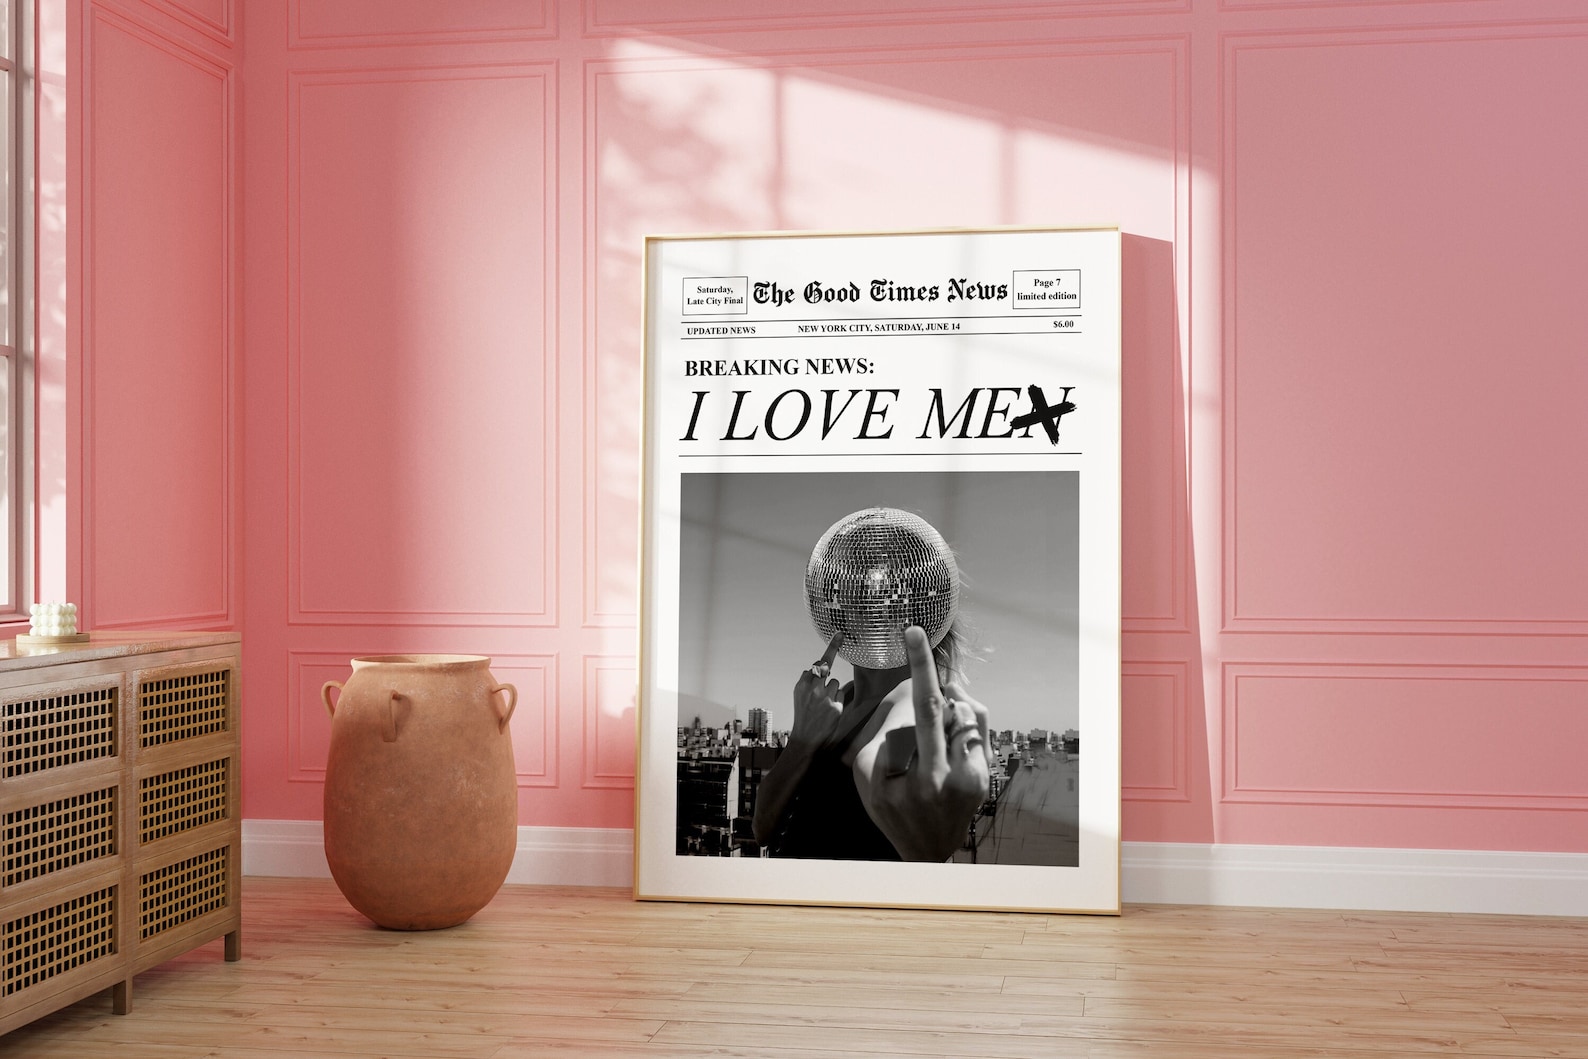 Saturday,
Late City Final
The Good Times News
Page 7
limited edition
UPDATED NEWS
NEW YORK CITY, SATURDAY, JUNE 14
$6.00
BREAKING NEWS:
I LOVE MEN